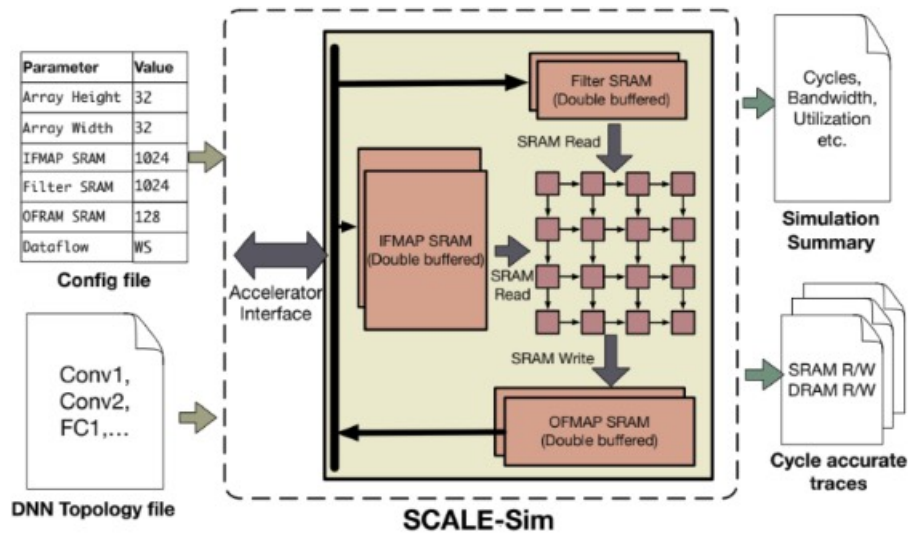 Parameter Value
Array Height 32
Array Width 32
IFMAP SRAM 1024
Filter SRAM 1024
OFRAM SRAM 128
Dataflow WS
Config file
Conv1,
Conv2,
FC1,...
DNN Topology file
Accelerator
Interface
Filter SRAM
(Double buffered)
SRAM Read
IFMAP SRAM
(Double buffered)
SRAM
Read
SRAM Write
OFMAP SRAM
(Double buffered)
SCALE-Sim
Cycles,
Bandwidth,
Utilization
etc.
Simulation
Summary
SRAM R/W
DRAM R/W
Cycle accurate
traces